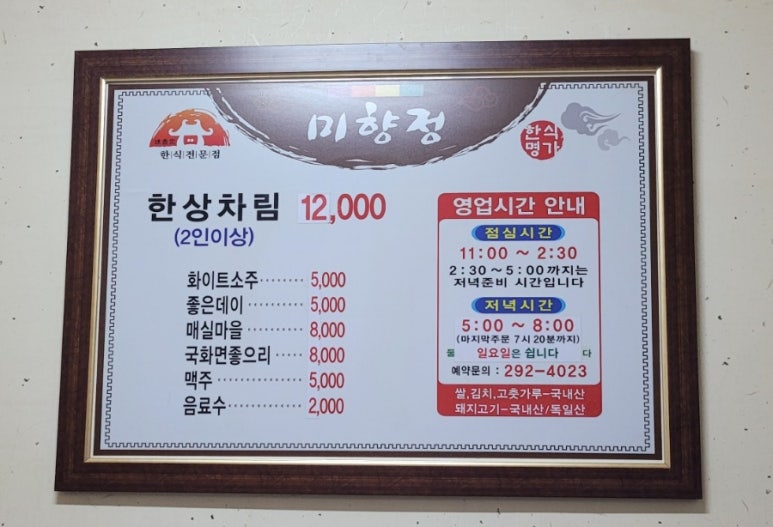 미향정
한식전문점
한식
명가
한상차림 12,000
(2인이상)
화이트소주········ 5,000
좋은데이·········· 5,000
매실마을·········· 8,000
국화면좋으리···· 8,000
맥주·············· 5,000
음료수············ 2,000
영업시간 안내
점심시간
11:00 ~ 2:30
2:30~5:00까지는
저녁준비 시간입니다
저녁시간
5:00 ~ 8:00
(마지막주문 7시 20분까지)
일요일은 쉽니다 다
예약문의 : 292-4023
쌀,김치,고춧가루-국내산
돼지고기-국내산/독일산